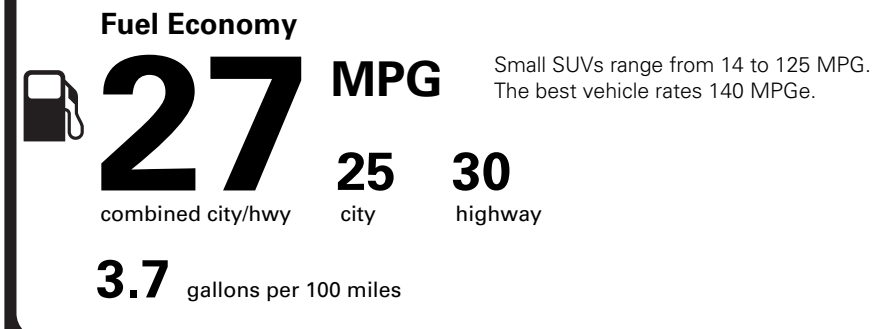 Fuel Economy
27 MPG
Small SUVs range from 14 to 125 MPG.
The best vehicle rates 140 MPGe.
25 30
combined city/hwy city highway
3.7 gallons per 100 miles